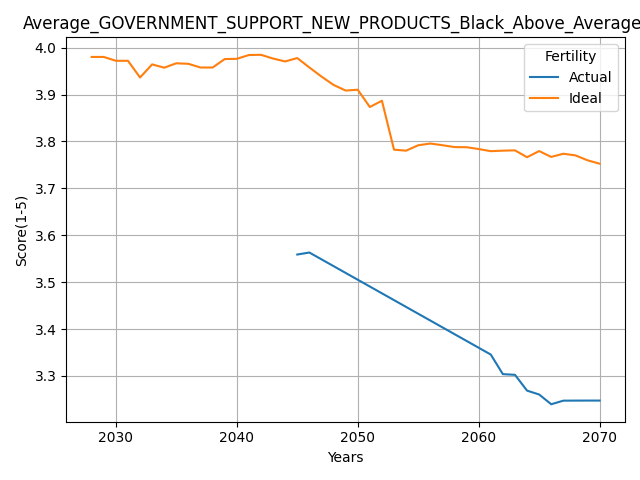 Average_GOVERNMENT_SUPPORT_NEW_PRODUCTS_Black_Above_Average
Fertility
Actual
Ideal
Score(1-5)
4.0
3.9
3.8
3.7
3.6
3.5
3.4
3.3
2030 2040 2050 2060 2070
Years